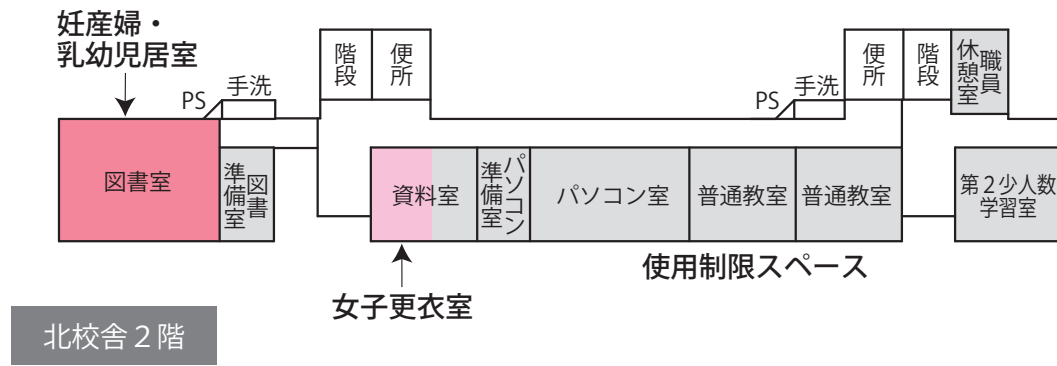 妊産婦・
乳幼児居室
階段
便所
便所
階段
職員
休憩室
PS
手洗
PS
手洗
図書室
図書
準備室
資料室
パソコン
準備室
パソコン室
普通教室
普通教室
第２少人数
学習室
使用制限スペース
女子更衣室
北校舎２階